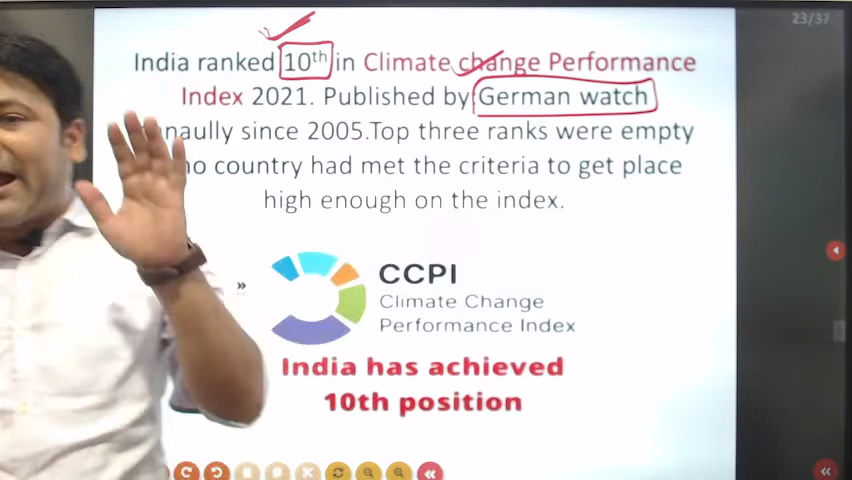 23/37
India ranked 10th in Climate change Performance
Index 2021. Published by German watch
naully since 2005.Top three ranks were empty
no country had met the criteria to get place
high enough on the index.
»
CCPI
Climate Change
Performance Index
India has achieved
10th position